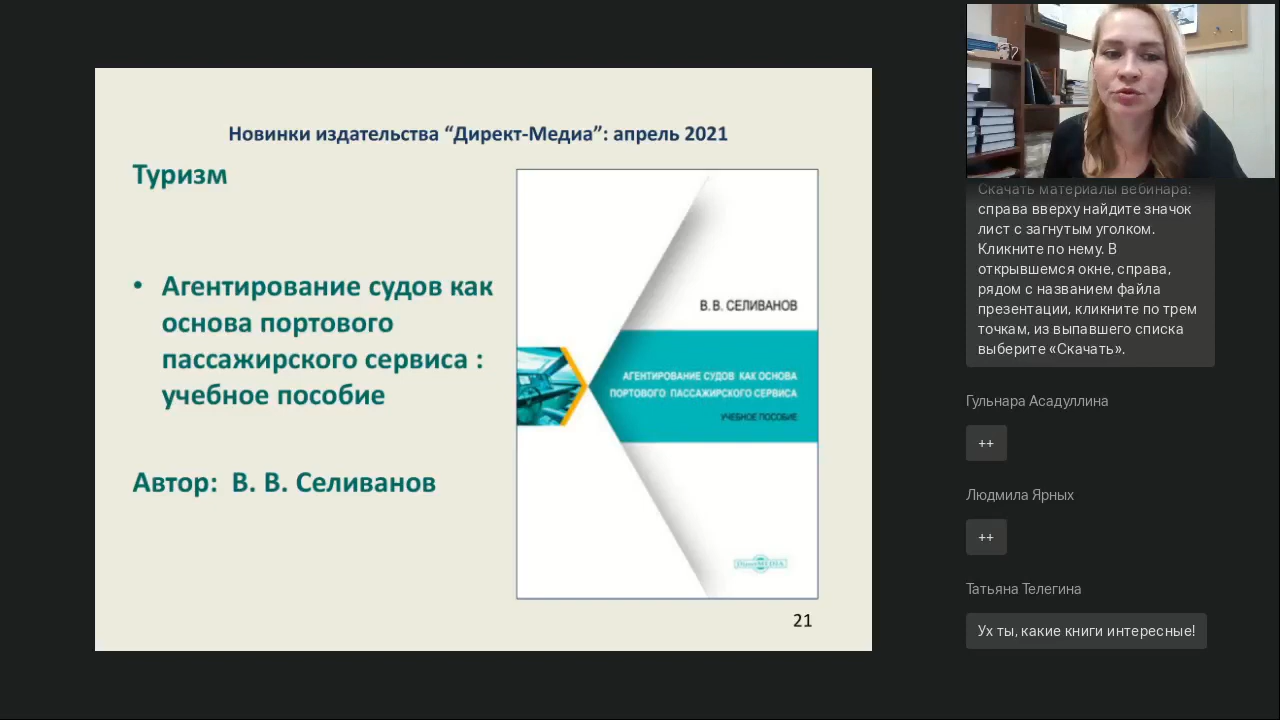 Новинки издательства “Директ-Медиа”: апрель 2021
Туризм
• Агентирование судов как
основа портового
пассажирского сервиса :
учебное пособие
Автор: В. В. Селиванов
В. В. СЕЛИВАНОВ
АГЕНТИРОВАНИЕ СУДОВ КАК ОСНОВА
ПОРТОВОГО ПАССАЖИРСКОГО СЕРВИСА
УЧЕБНОЕ ПОСОБИЕ
DirectMEDIA
21
Скачать материалы вебинара:
справа вверху найдите значок
лист с загнутым уголком.
Кликните по нему. В
открывшемся окне, справа,
рядом с названием файла
презентации, кликните по трем
точкам, из выпавшего списка
выберите «Скачать».
Гульнара Асадуллина
++
Людмила Ярных
++
Татьяна Телегина
Ух ты, какие книги интересные!